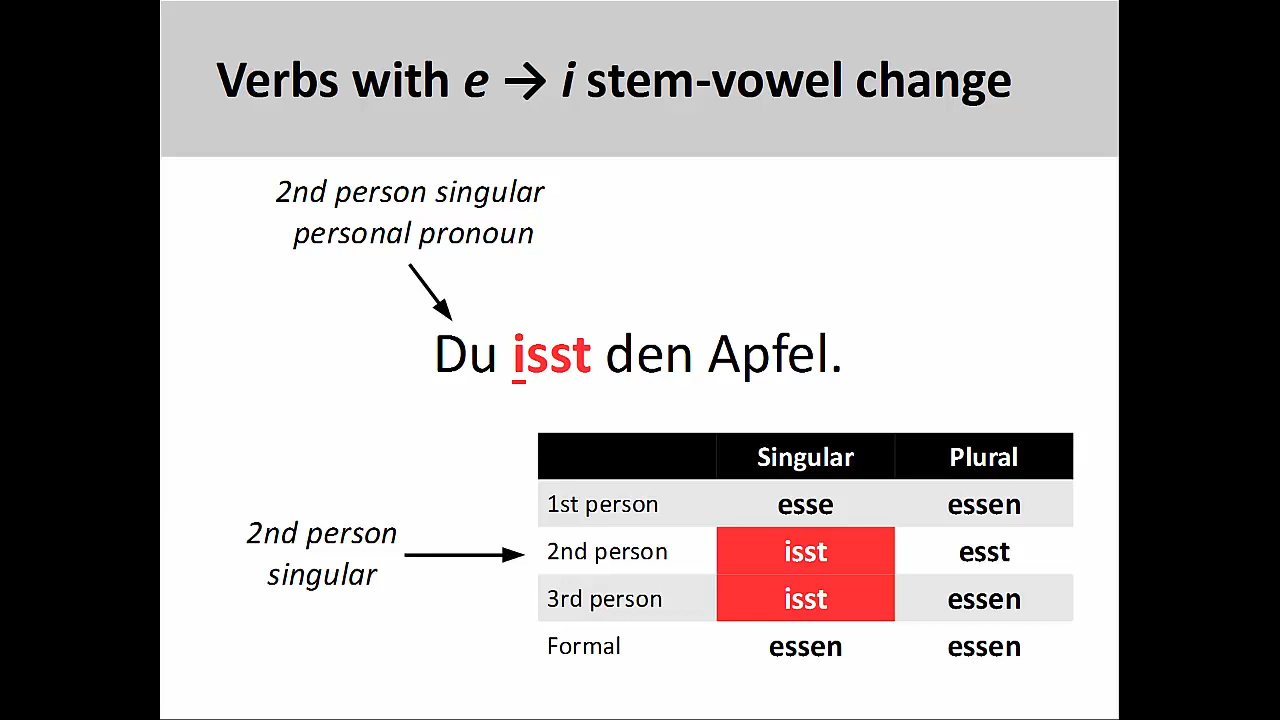 Verbs with e → i stem-vowel change
2nd person singular
personal pronoun
Du isst den Apfel.
Singular Plural
1st person esse essen
2nd person isst esst
3rd person isst essen
Formal essen essen
2nd person
singular